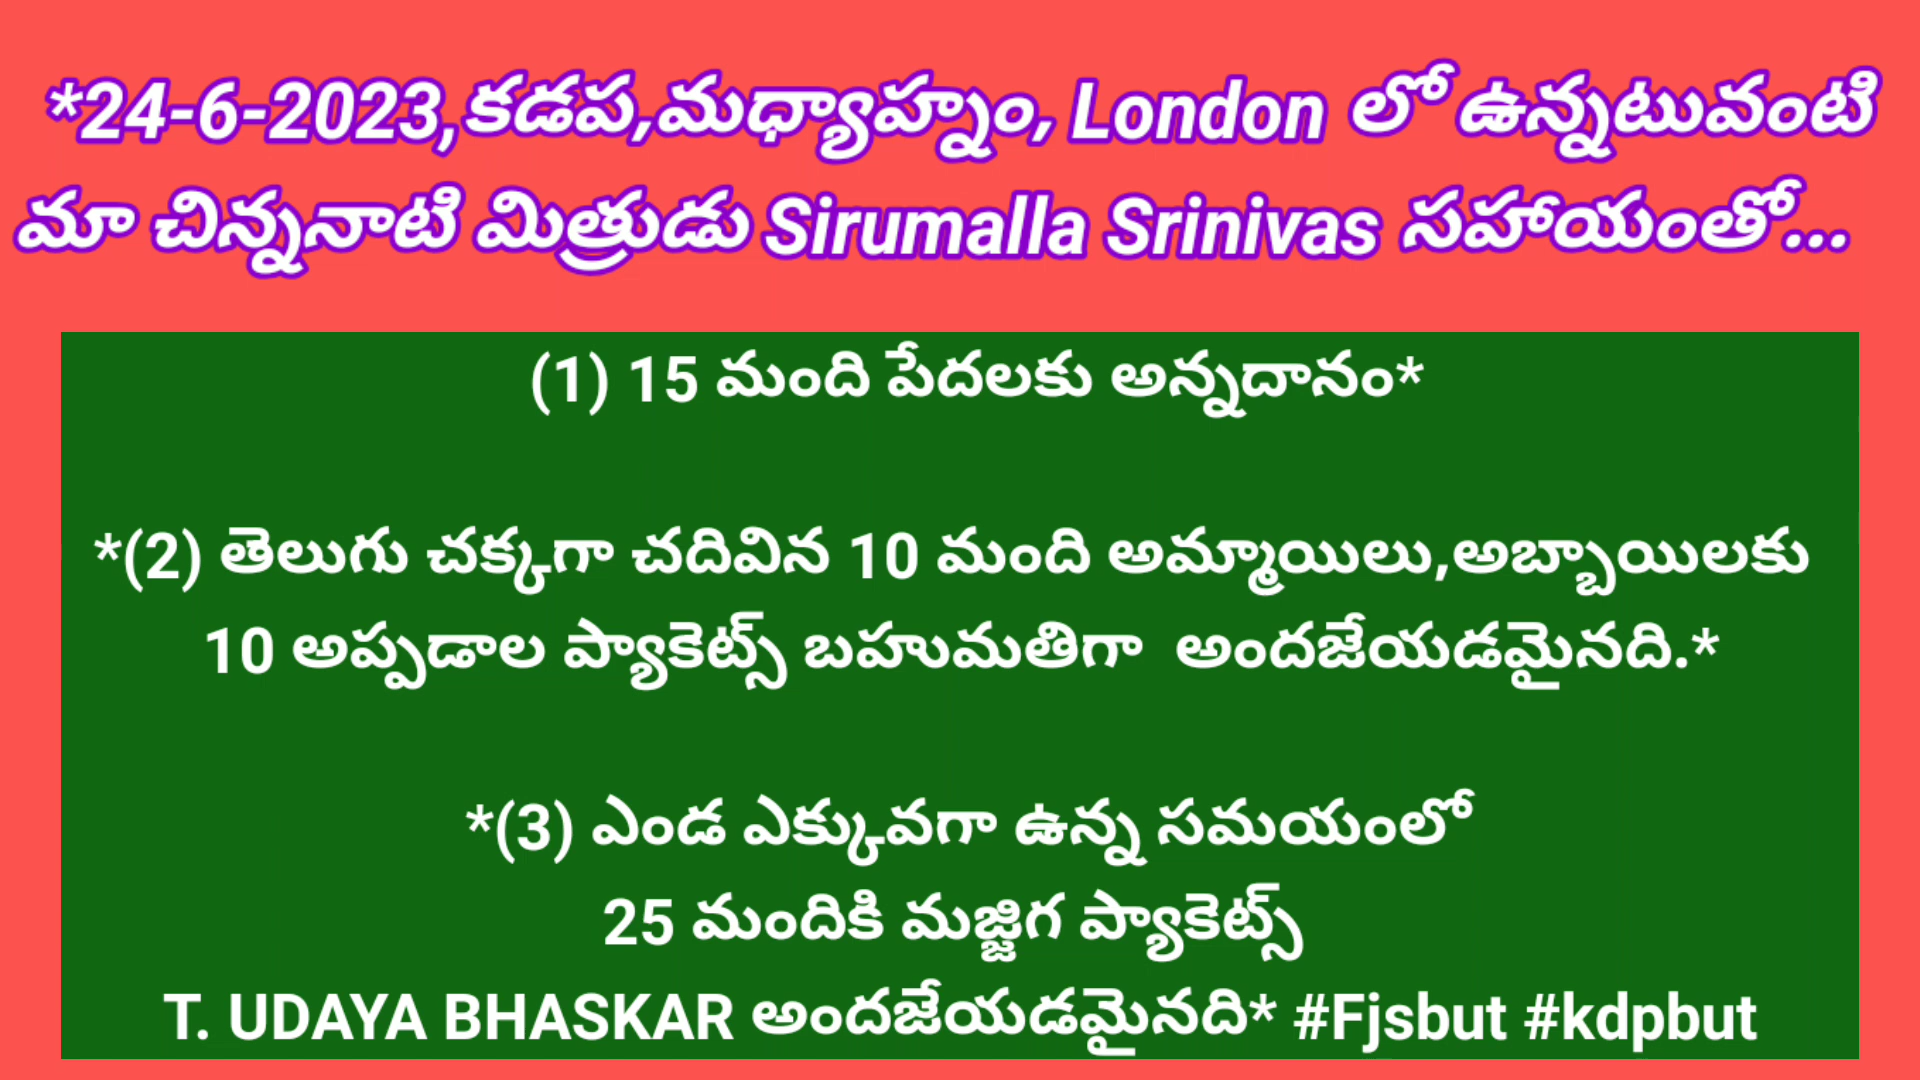 *24-6-2023,కడప,మధ్యాహ్నం, London లో ఉన్నటువంటి
మా చిన్ననాటి మిత్రుడు Sirumalla Srinivas సహాయంతో...
(1) 15 మంది పేదలకు అన్నదానం*
*(2) తెలుగు చక్కగా చదివిన 10 మంది అమ్మాయిలు,అబ్బాయిలకు
10 అప్పడాల ప్యాకెట్స్ బహుమతిగా అందజేయడమైనది.*
*(3) ఎండ ఎక్కువగా ఉన్న సమయంలో
25 మందికి మజ్జిగ ప్యాకెట్స్
T. UDAYA BHASKAR అందజేయడమైనది* #Fjsbut #kdpbut